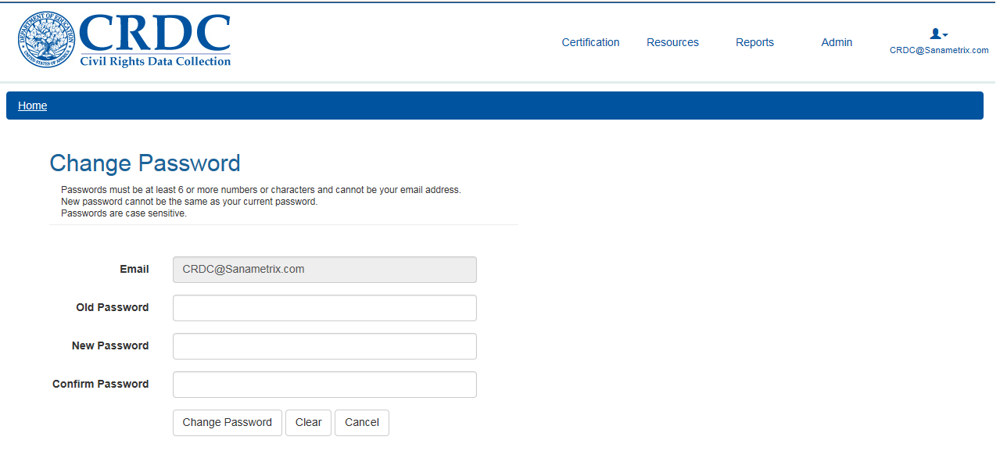 DEPARTMENT OF EDUCATION
UNITED STATES OF AMERICA
CRDC
Civil Rights Data Collection
Certification Resources Reports Admin
CRDC@Sanametrix.com
Home
Change Password
Passwords must be at least 6 or more numbers or characters and cannot be your email address.
New password cannot be the same as your current password.
Passwords are case sensitive.
Email CRDC@Sanametrix.com
Old Password
New Password
Confirm Password
Change Password Clear Cancel